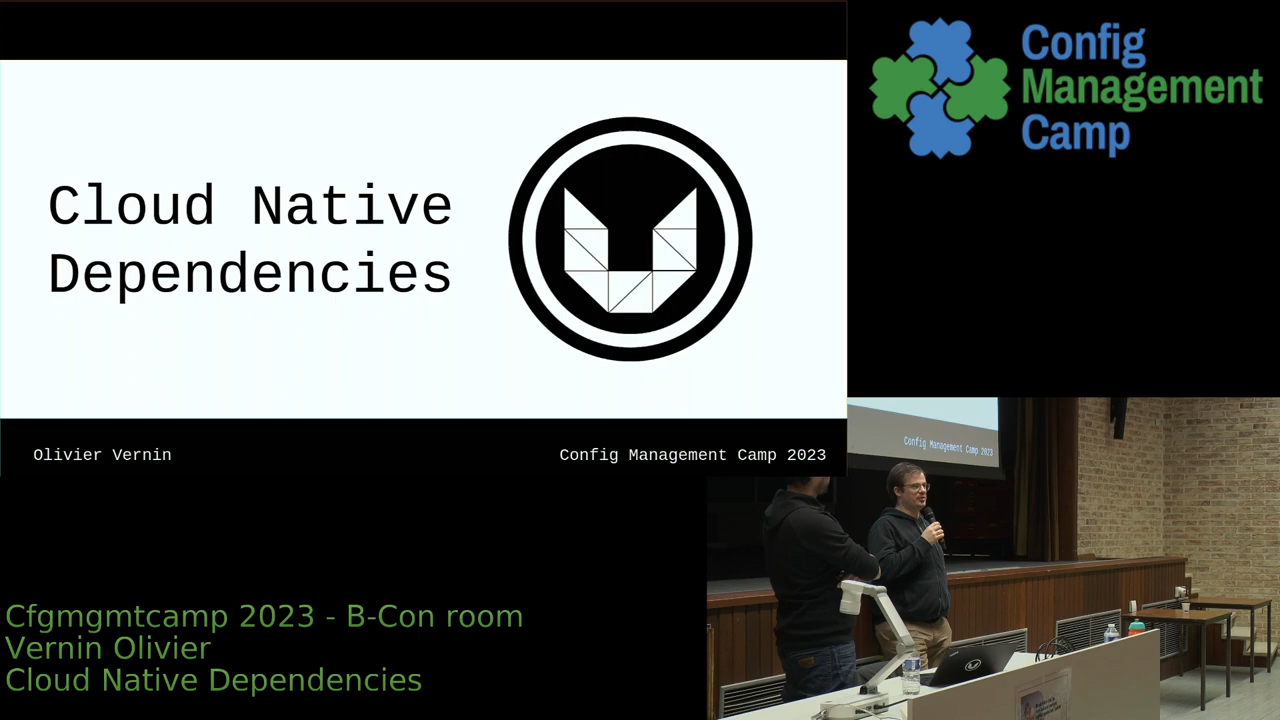 Cloud Native
Dependencies
Olivier Vernin
Config Management Camp 2023
Config
Management
Camp
Config Management Camp 2023
Cfgmgmtcamp 2023 - B-Con room
Vernin Olivier
Cloud Native Dependencies